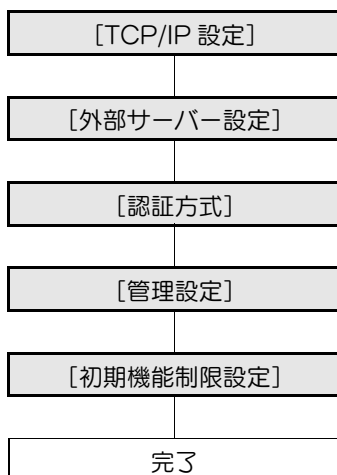 [TCP/IP 設定]
[外部サーバー設定]
[認証方式]
[管理設定]
[初期機能制限設定]
完了